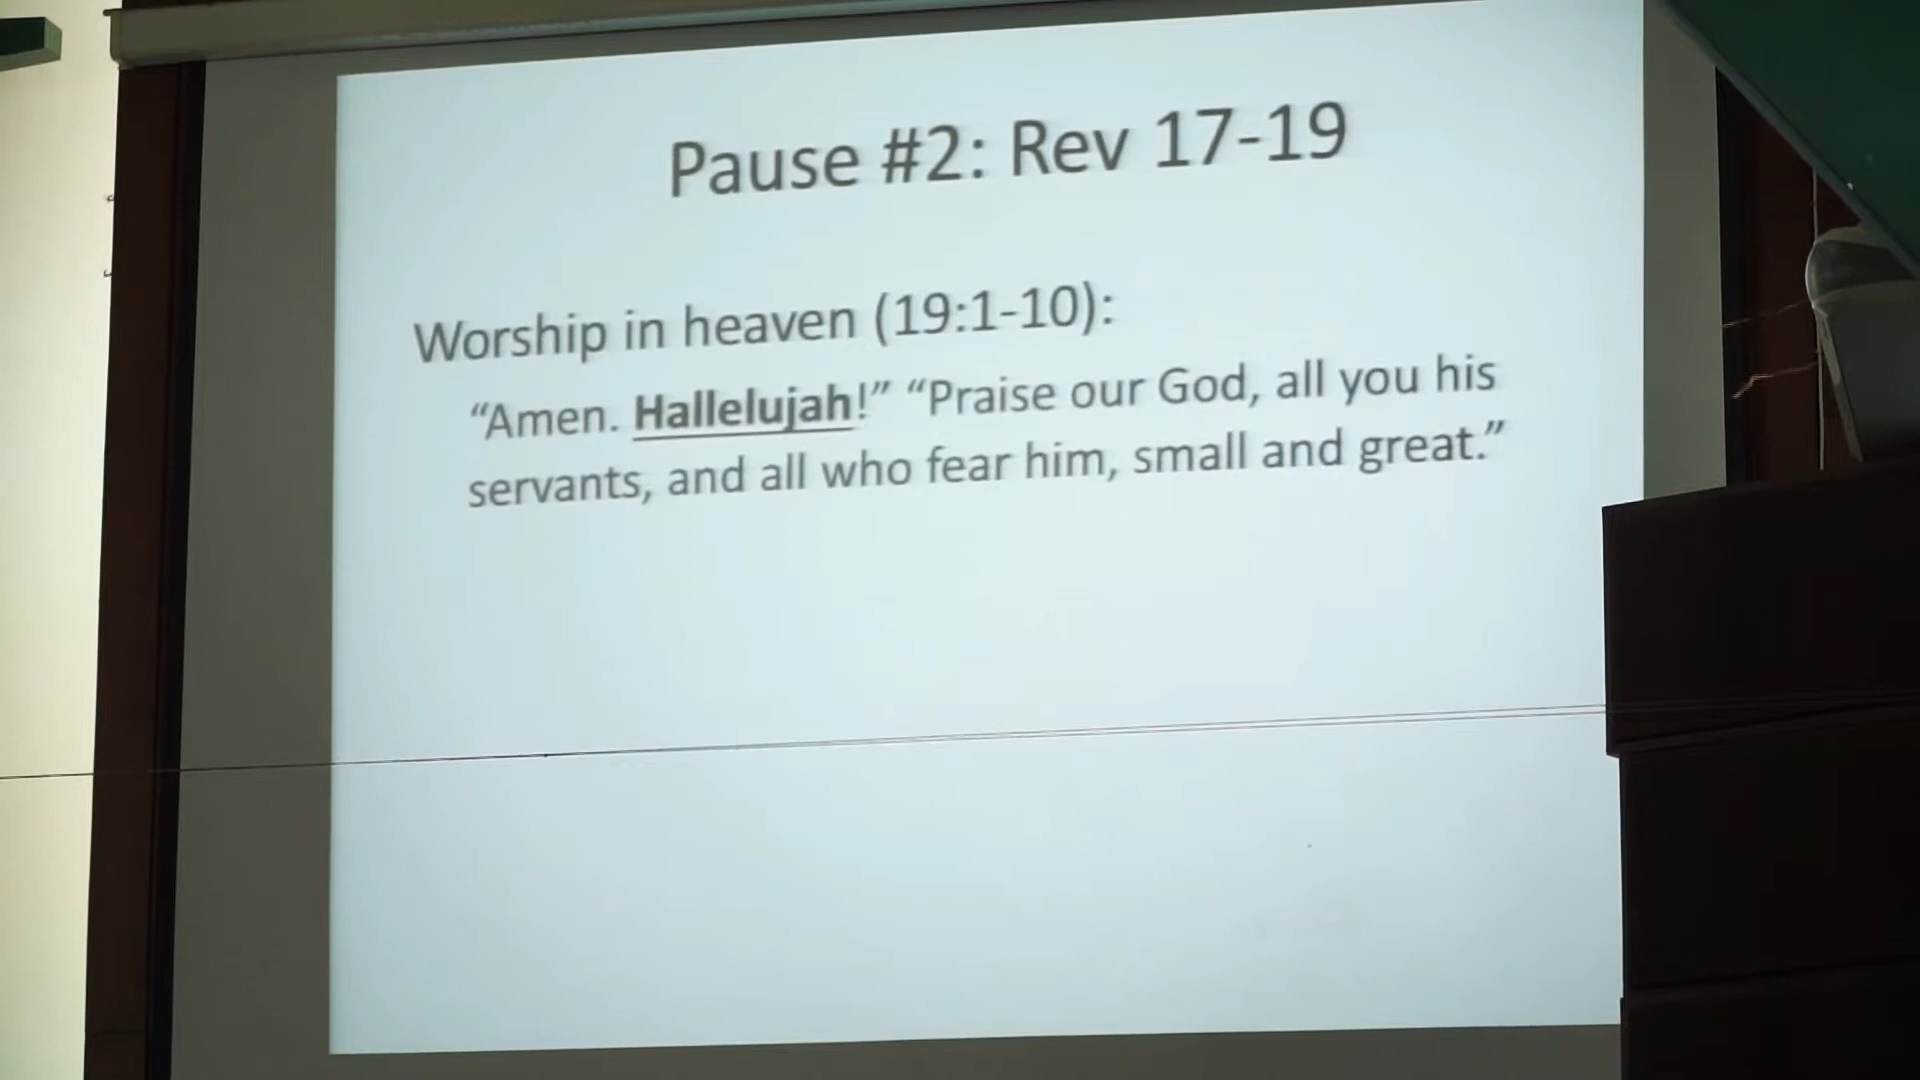 Pause #2: Rev 17-19
Worship in heaven (19:1-10):
“Amen. Hallelujah!” “Praise our God, all you his
servants, and all who fear him, small and great.”